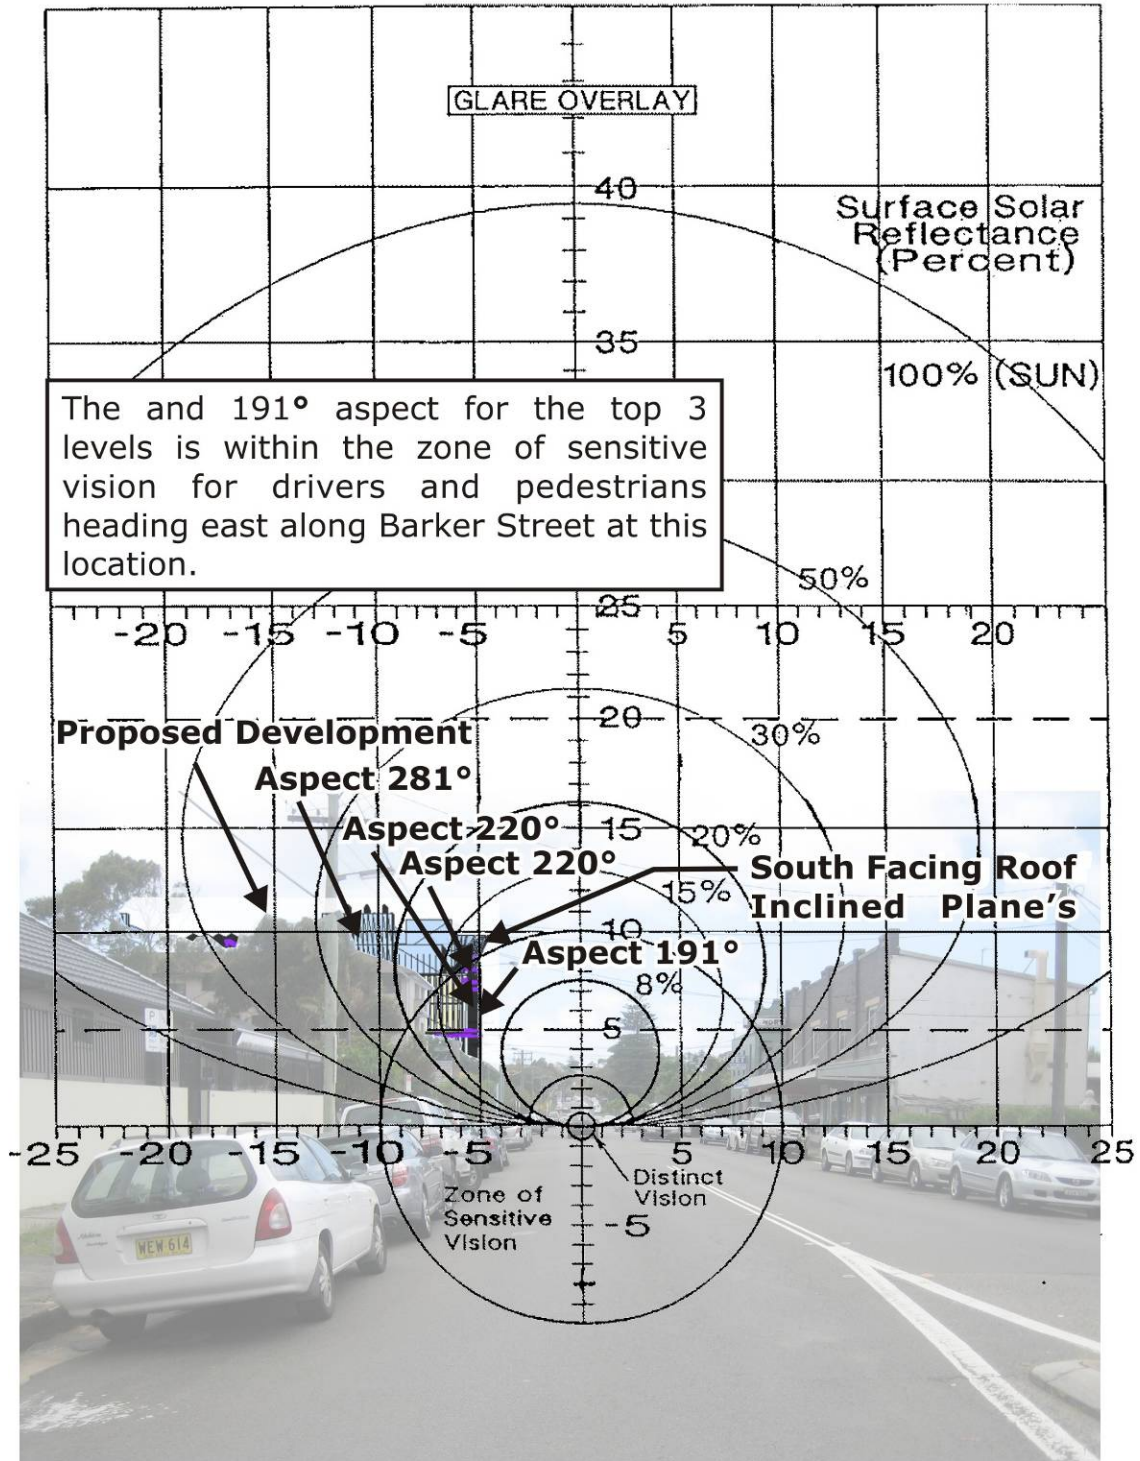 GLARE OVERLAY
40
Surface Solar
Reflectance
(Percent)
35
100% (SUN)
The and 191° aspect for the top 3
levels is within the zone of sensitive
vision for drivers and pedestrians
heading east along Barker Street at this
location.
50%
25
-20 -15 -10 -5 5 10 15 20
20
30%
Proposed Development
Aspect 281°
Aspect 220°
15
20%
Aspect 220°
15%
South Facing Roof
Inclined Plane's
10
Aspect 191°
8%
5
-25 -20 -15 -10 -5 5 10 15 20 25
Distinct
Vision
Zone of
Sensitive
Vision
-5
WEW 614